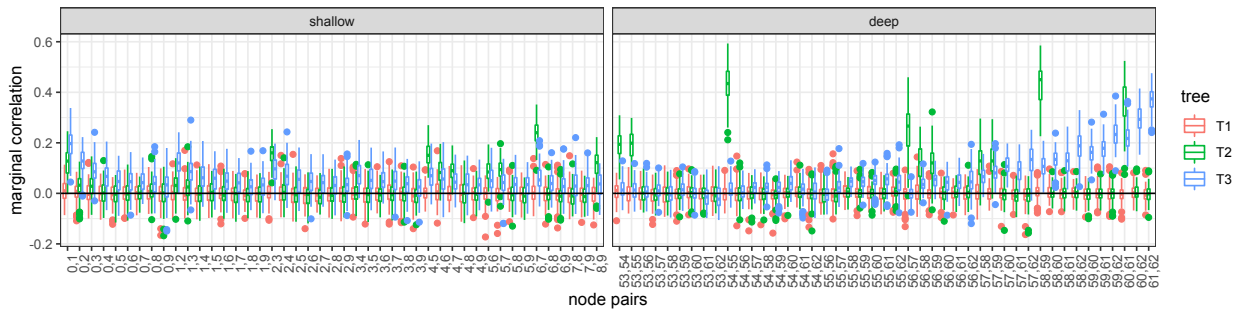 shallow
deep
marginal correlation
0.6
0.4
0.2
0.0
-0.2
0,1 0,2 0,3 0,4 0,5 0,6 0,7 0,8 0,9 1,2 1,3 1,4 1,5 1,6 1,7 1,8 1,9 2,3 2,4 2,5 2,6 2,7 2,8 2,9 3,4 3,5 3,6 3,7 3,8 3,9 4,5 4,6 4,7 4,8 4,9 5,6 5,7 5,8 5,9 6,7 6,8 6,9 7,8 7,9 8,9
53,54 53,55 53,56 53,57 53,58 53,59 53,60 53,61 53,62 54,55 54,56 54,57 54,58 54,59 54,60 54,61 54,62 55,56 55,57 55,58 55,59 55,60 55,61 55,62 56,57 56,58 56,59 56,60 56,61 56,62 57,58 57,59 57,60 57,61 57,62 58,59 58,60 58,61 58,62 59,60 59,61 59,62 60,61 60,62 61,62
node pairs
tree
T1
T2
T3